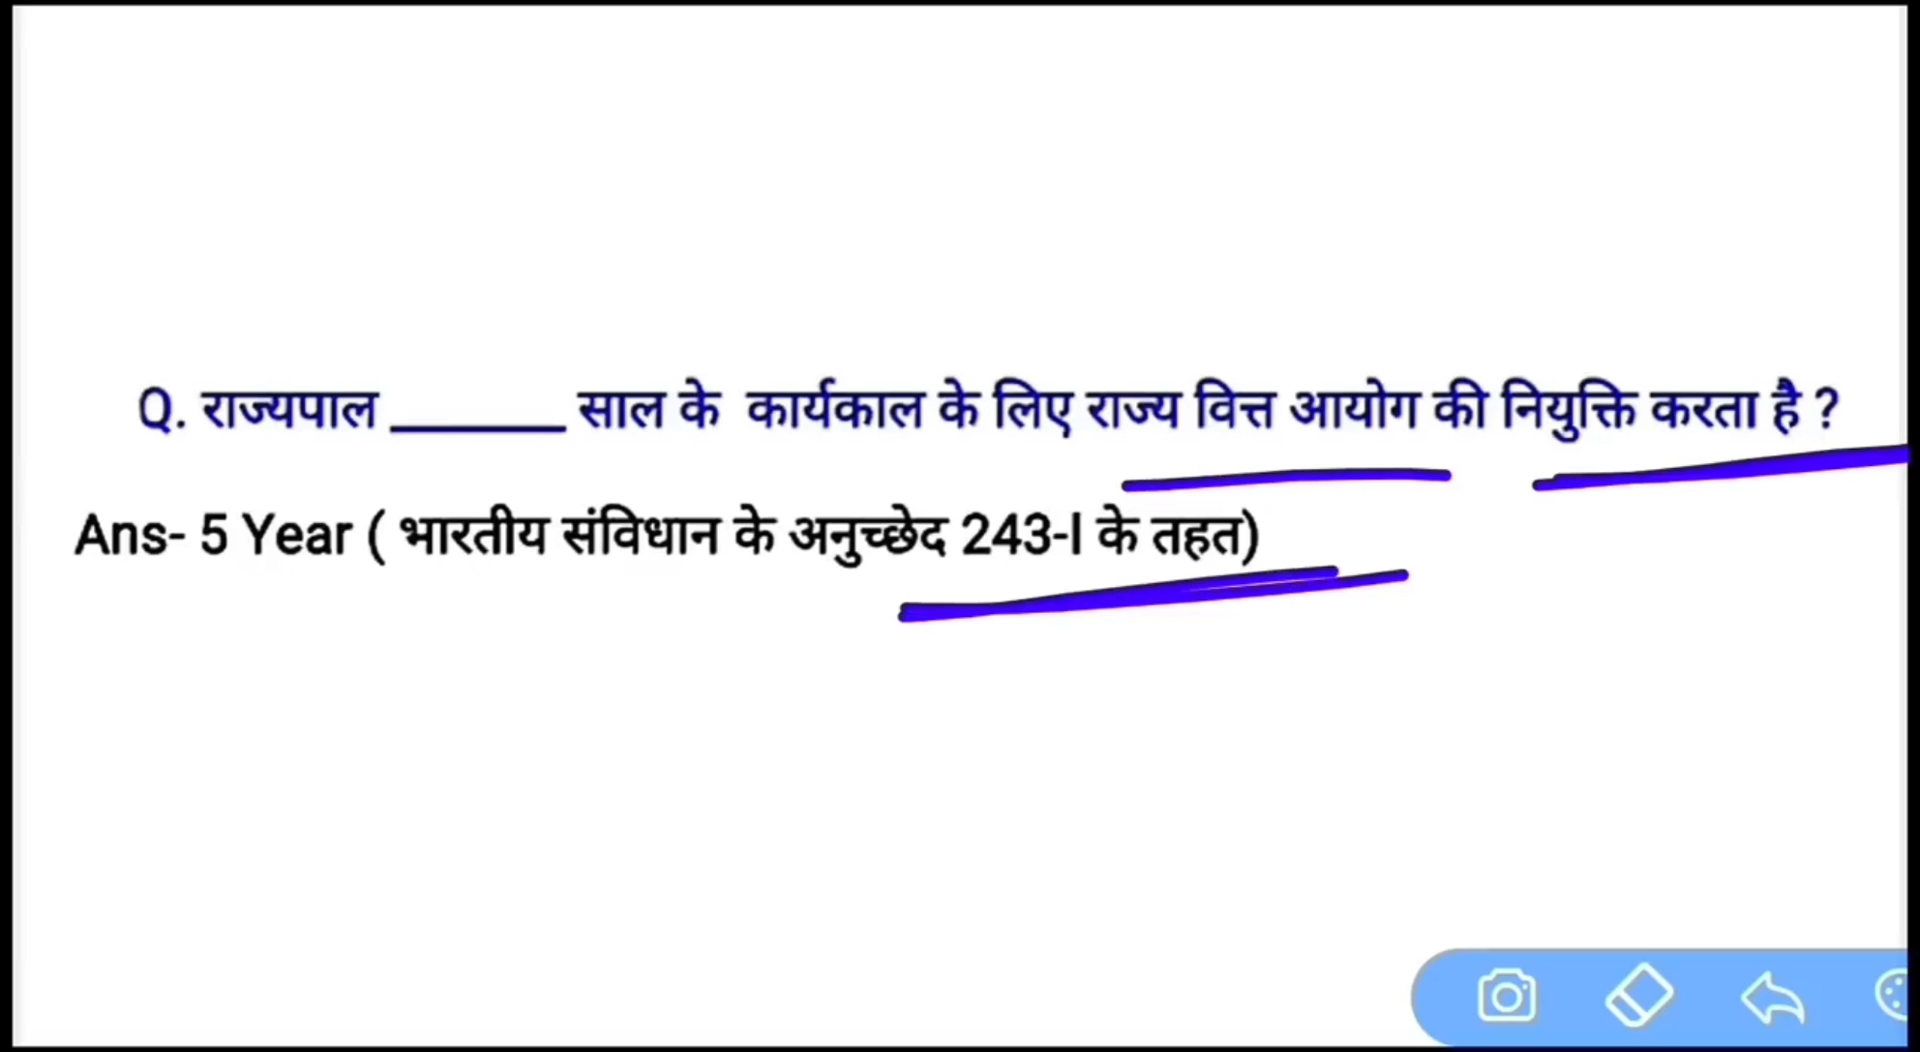 Q. राज्यपाल ______ साल के कार्यकाल के लिए राज्य वित्त आयोग की नियुक्ति करता है ?
Ans- 5 Year ( भारतीय संविधान के अनुच्छेद 243-I के तहत)